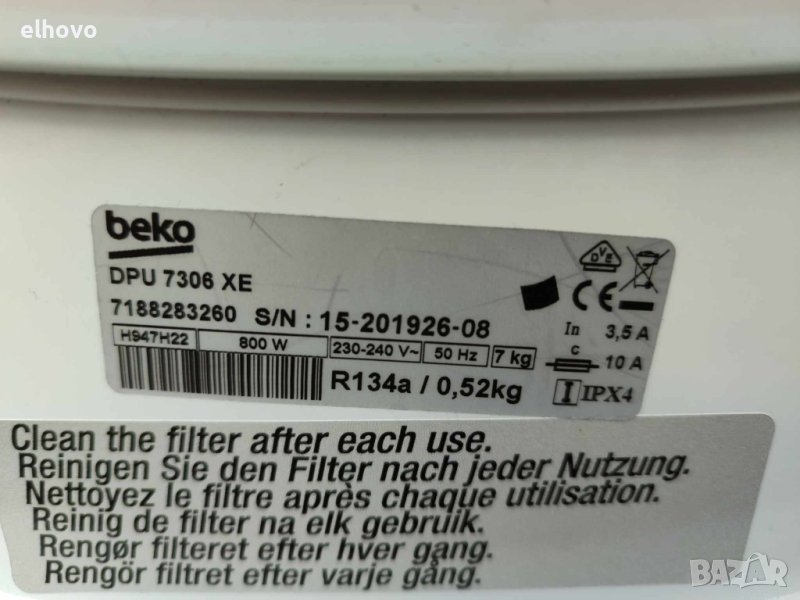 elhovo
beko
DPU 7306 XE
7188283260 S/N : 15-201926-08
H947H22 800 W 230-240 V~ 50 Hz 7 kg
R134a / 0,52kg
DVE
CE
In 3,5 A
c 10 A
I IPX4
Clean the filter after each use.
Reinigen Sie den Filter nach jeder Nutzung.
Nettoyez le filtre après chaque utilisation.
Reinig de filter na elk gebruik.
Rengør filteret efter hver gang.
Rengör filtret efter varje gång.
BAZAR